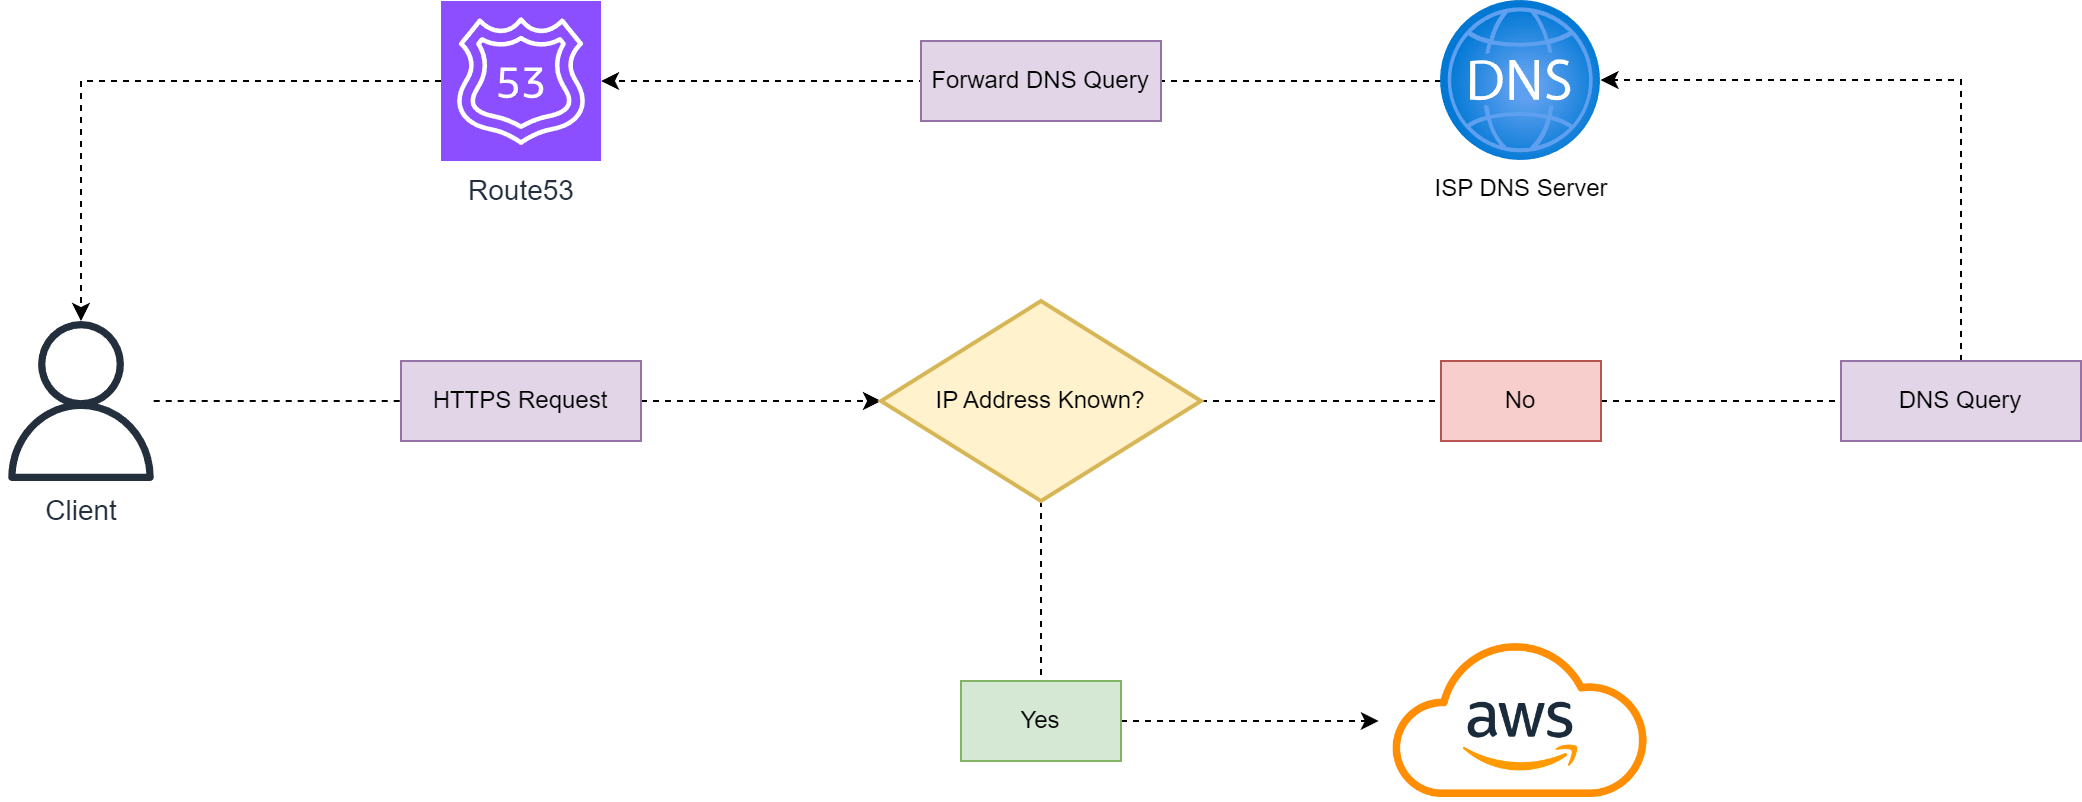 53
Forward DNS Query
DNS
Route53
ISP DNS Server
HTTPS Request
IP Address Known?
No
DNS Query
Client
Yes
aws